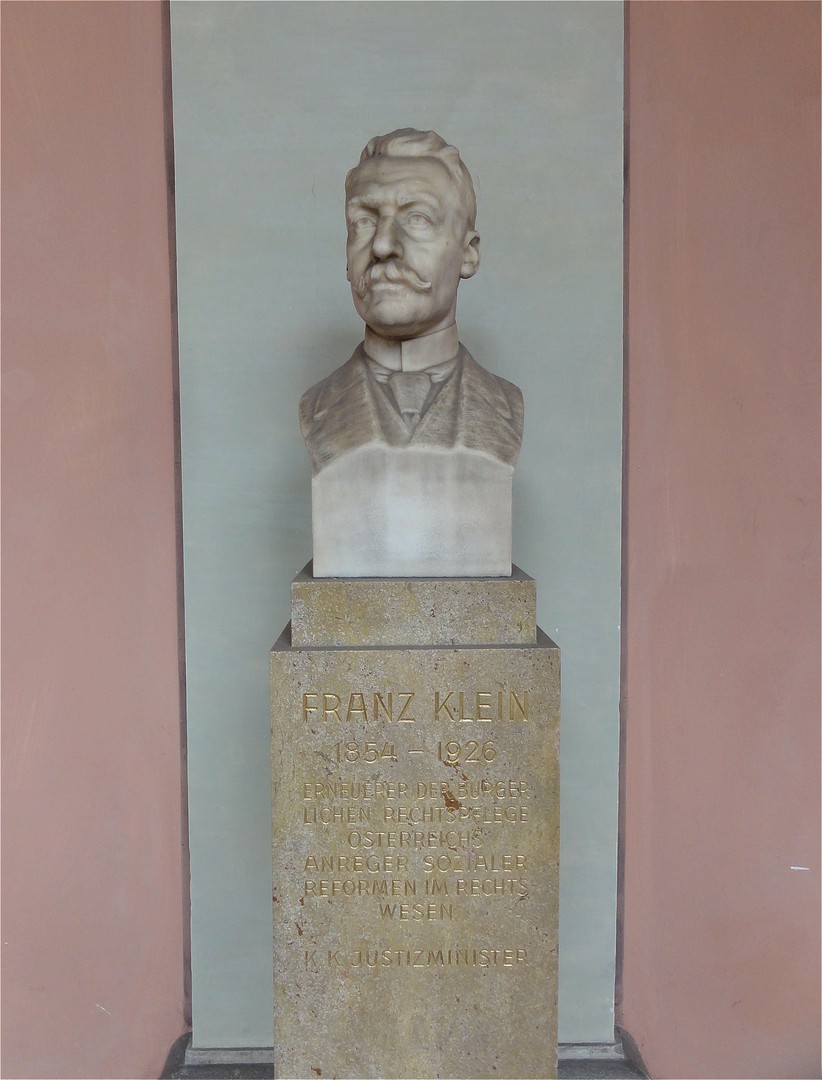 FRANZ KLEIN
1854 – 1926
ERNEUERER DER BÜRGER
LICHEN RECHTSPFLEGE
ÖSTERREICHS
ANREGER SOZIALER
REFORMEN IM RECHTS
WESEN
K.K. JUSTIZMINISTER